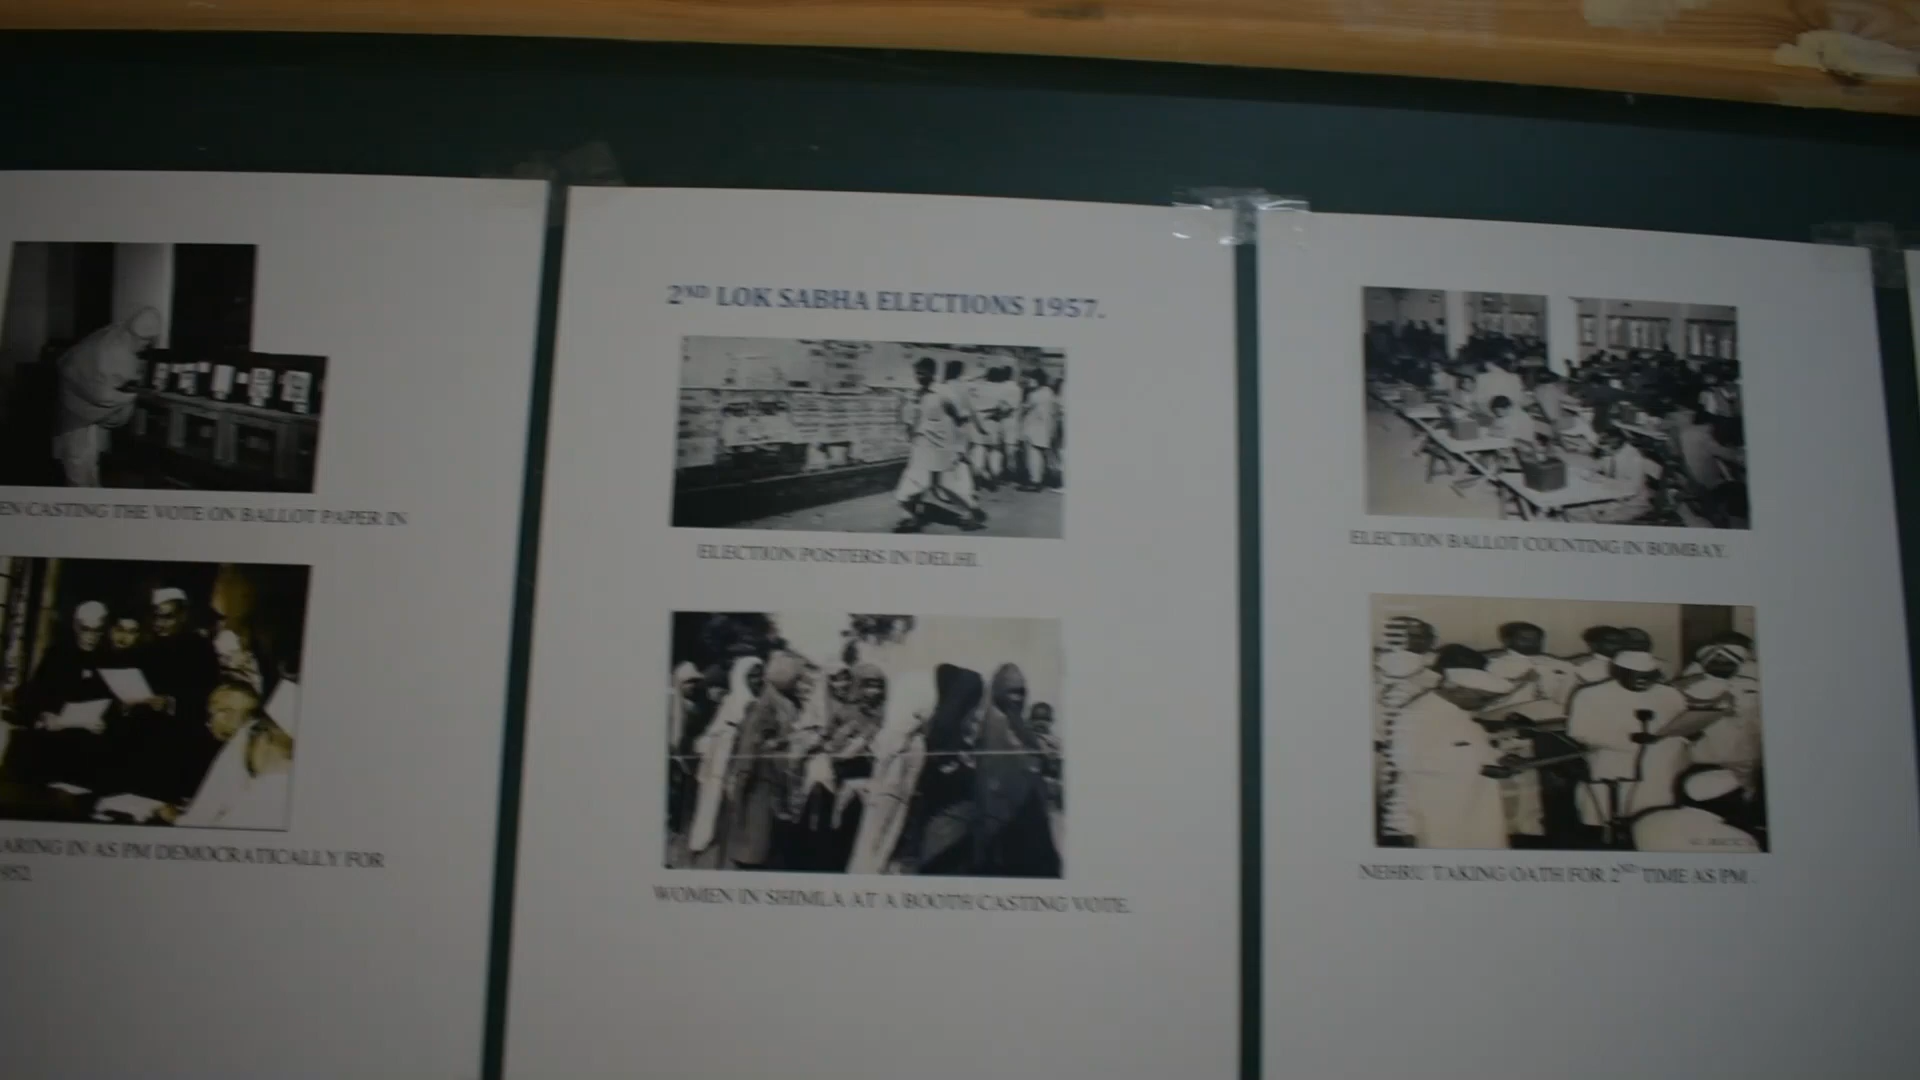 CASTING THE VOTE ON BALLOT PAPER IN
IN AS PM DEMOCRATICALLY FOR
2ND LOK SABHA ELECTIONS 1957.
ELECTION POSTERS IN DELHI.
WOMEN IN SHIMLA AT A BOOTH CASTING VOTE.
ELECTION BALLOT COUNTING IN BOMBAY.
NEHRU TAKING OATH FOR 2ND TIME AS PM .